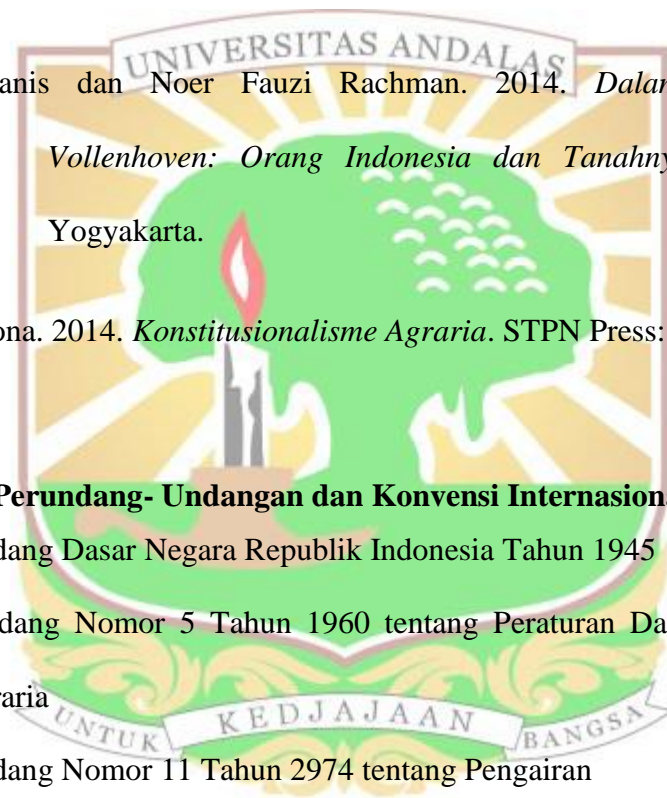 UNIVERSITAS ANDALAS
anis dan Noer Fauzi Rachman. 2014. Dalam
Vollenhoven: Orang Indonesia dan Tanahny
Yogyakarta.
ona. 2014. Konstitusionalisme Agraria. STPN Press:
Perundang- Undangan dan Konvensi Internasiona
dang Dasar Negara Republik Indonesia Tahun 1945
dang Nomor 5 Tahun 1960 tentang Peraturan Da
raria
UNTUK KEDJAJAAN BANGSA
dang Nomor 11 Tahun 2974 tentang Pengairan